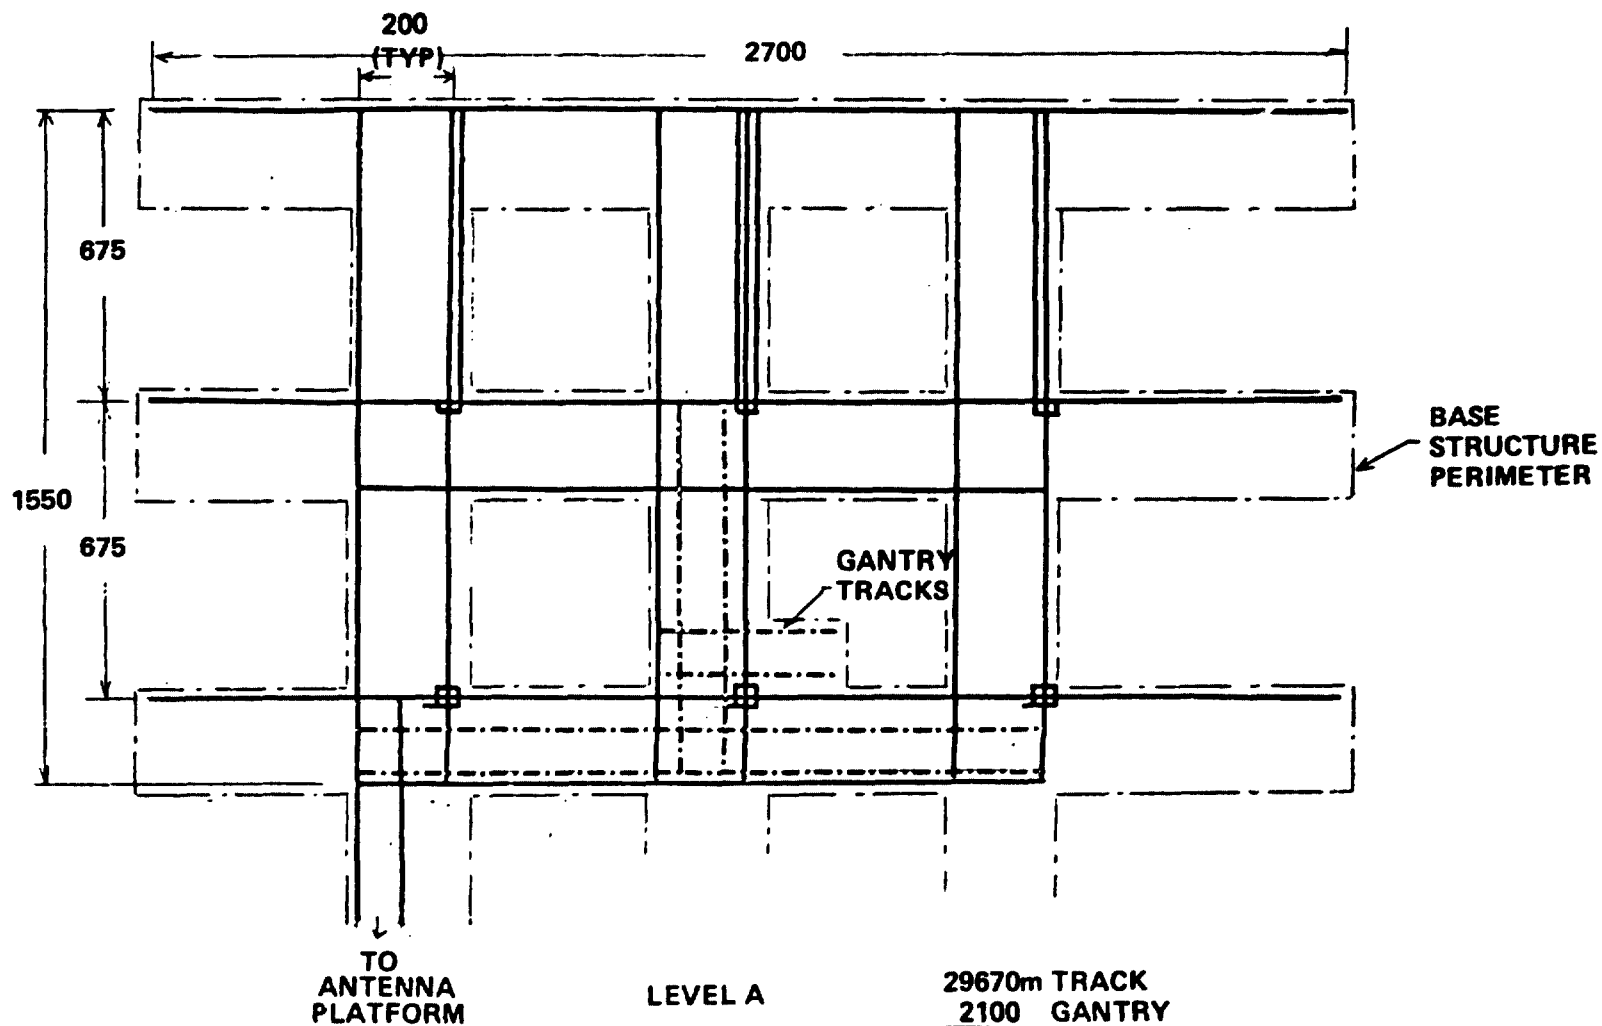 200
(TYP)
2700
675
1550
675
BASE
STRUCTURE
PERIMETER
GANTRY
TRACKS
TO
ANTENNA
PLATFORM
LEVEL A
29670m TRACK
2100 GANTRY